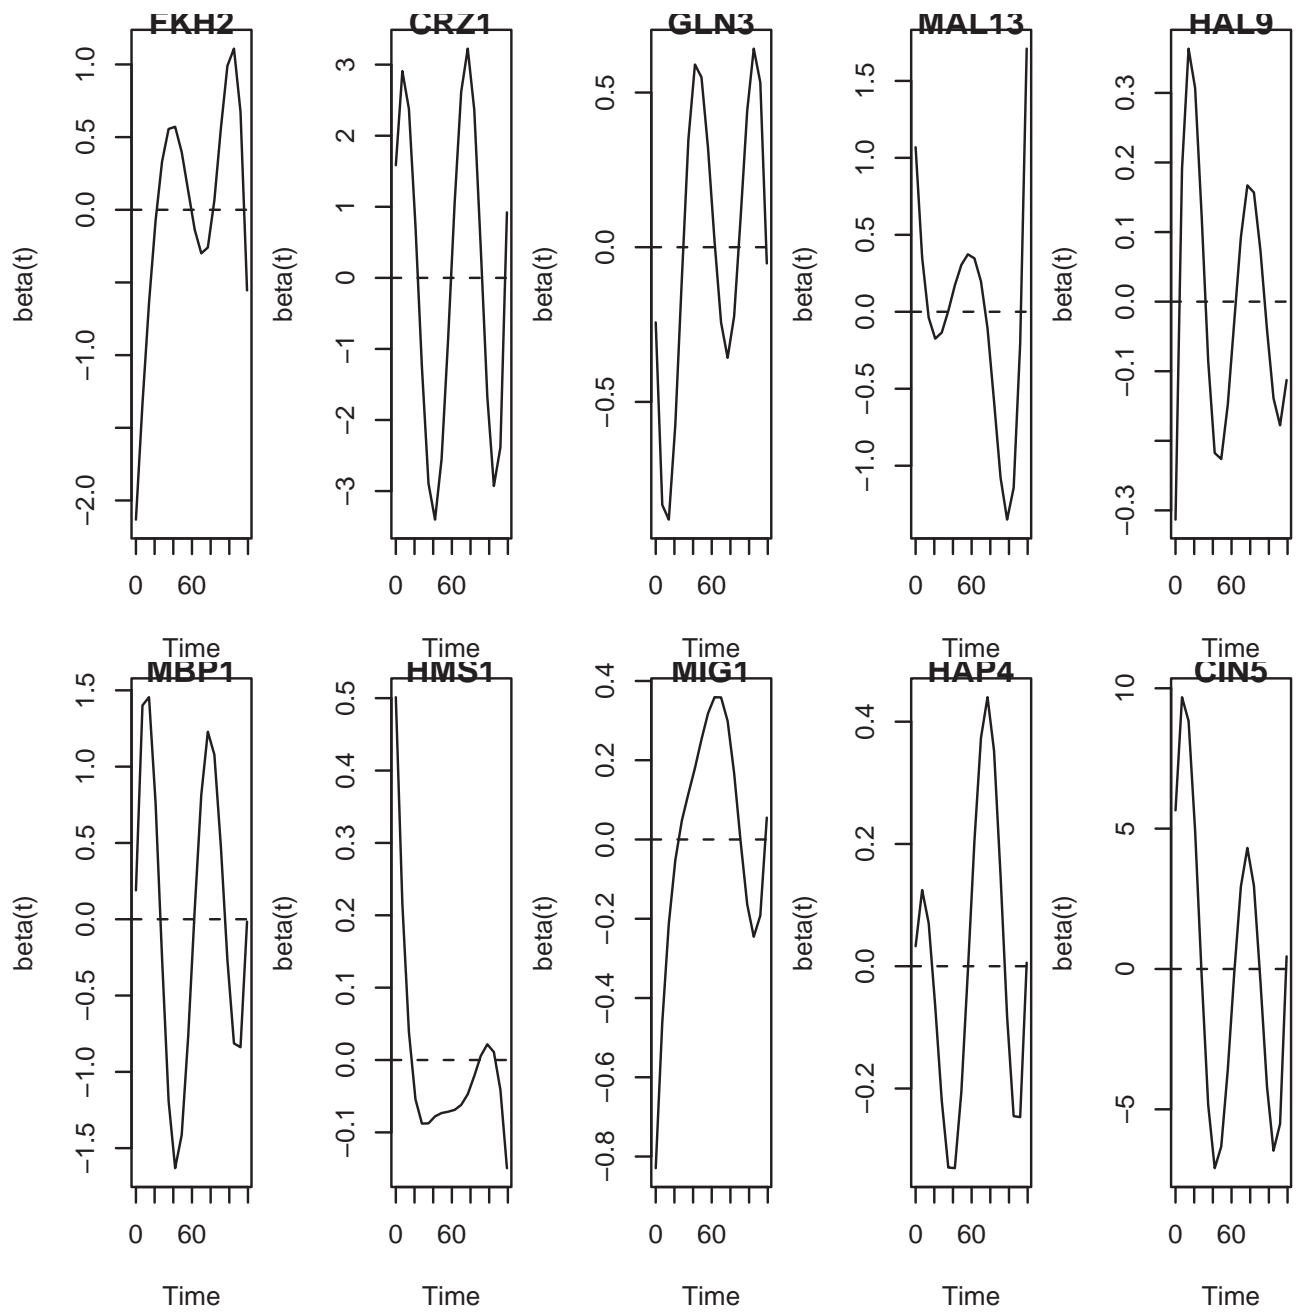 FKH2
beta(t)
1.0
0.5
0.0
−1.0
−2.0
0
60
Time
CRZ1
beta(t)
3
2
1
0
−1
−2
−3
0
60
Time
GLN3
beta(t)
0.5
0.0
−0.5
0
60
Time
MAL13
beta(t)
1.5
1.0
0.5
0.0
−0.5
−1.0
0
60
Time
HAL9
beta(t)
0.3
0.2
0.1
0.0
−0.1
−0.3
0
60
Time
MBP1
beta(t)
1.5
1.0
0.5
0.0
−0.5
−1.0
−1.5
0
60
Time
HMS1
beta(t)
0.5
0.4
0.3
0.2
0.1
0.0
−0.1
0
60
Time
MIG1
beta(t)
0.4
0.2
0.0
−0.2
−0.4
−0.6
−0.8
0
60
Time
HAP4
beta(t)
0.4
0.2
0.0
−0.2
0
60
Time
CIN5
beta(t)
10
5
0
−5
0
60
Time